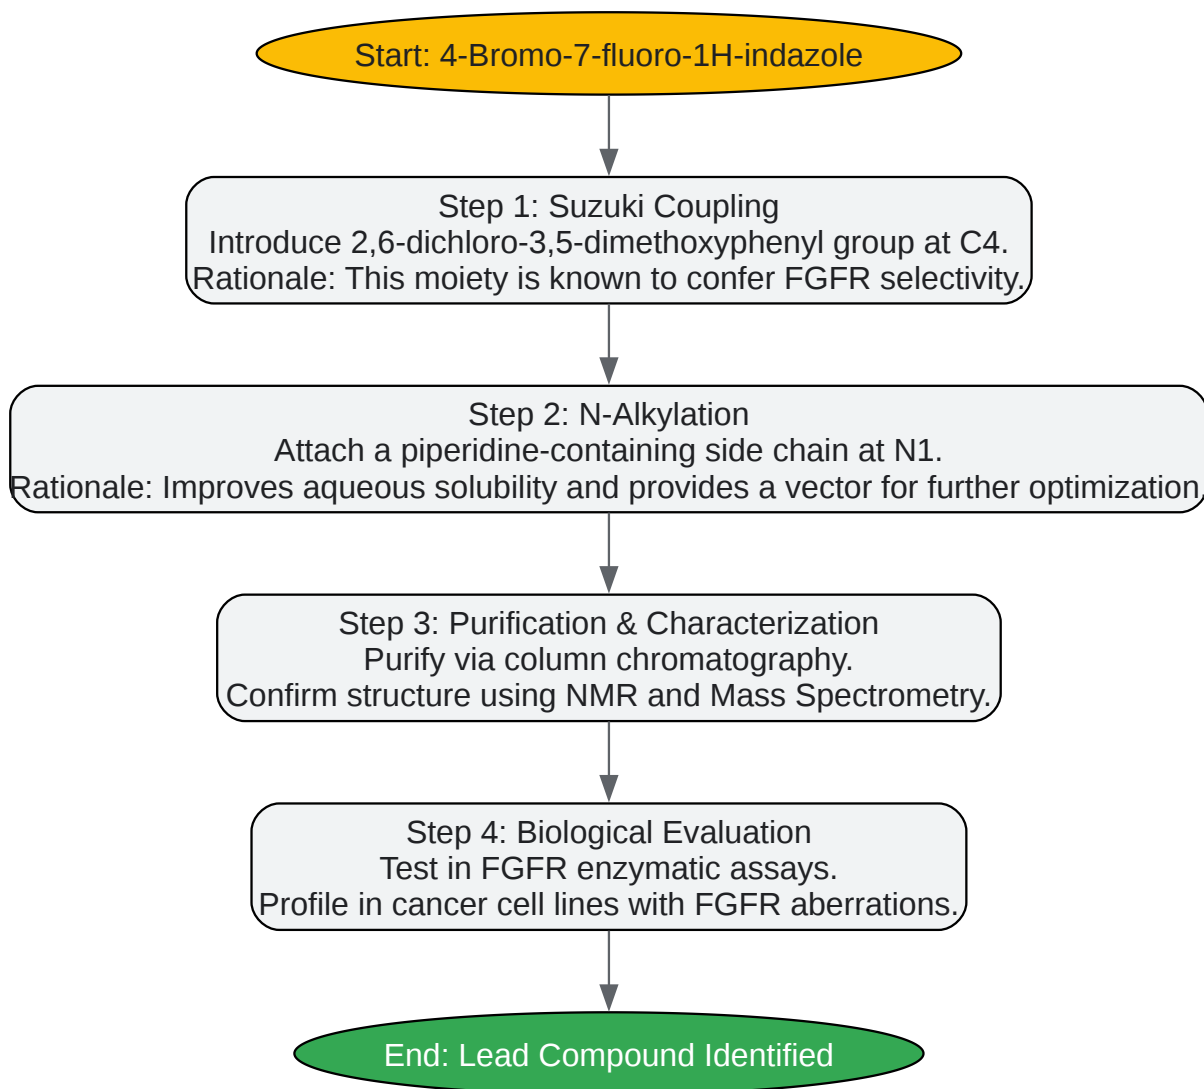 Start: 4-Bromo-7-fluoro-1H-indazole
Step 1: Suzuki Coupling
Introduce 2,6-dichloro-3,5-dimethoxyphenyl group at C4.
Rationale: This moiety is known to confer FGFR selectivity.
Step 2: N-Alkylation
Attach a piperidine-containing side chain at N1.
Rationale: Improves aqueous solubility and provides a vector for further optimization.
Step 3: Purification & Characterization
Purify via column chromatography.
Confirm structure using NMR and Mass Spectrometry.
Step 4: Biological Evaluation
Test in FGFR enzymatic assays.
Profile in cancer cell lines with FGFR aberrations.
End: Lead Compound Identified